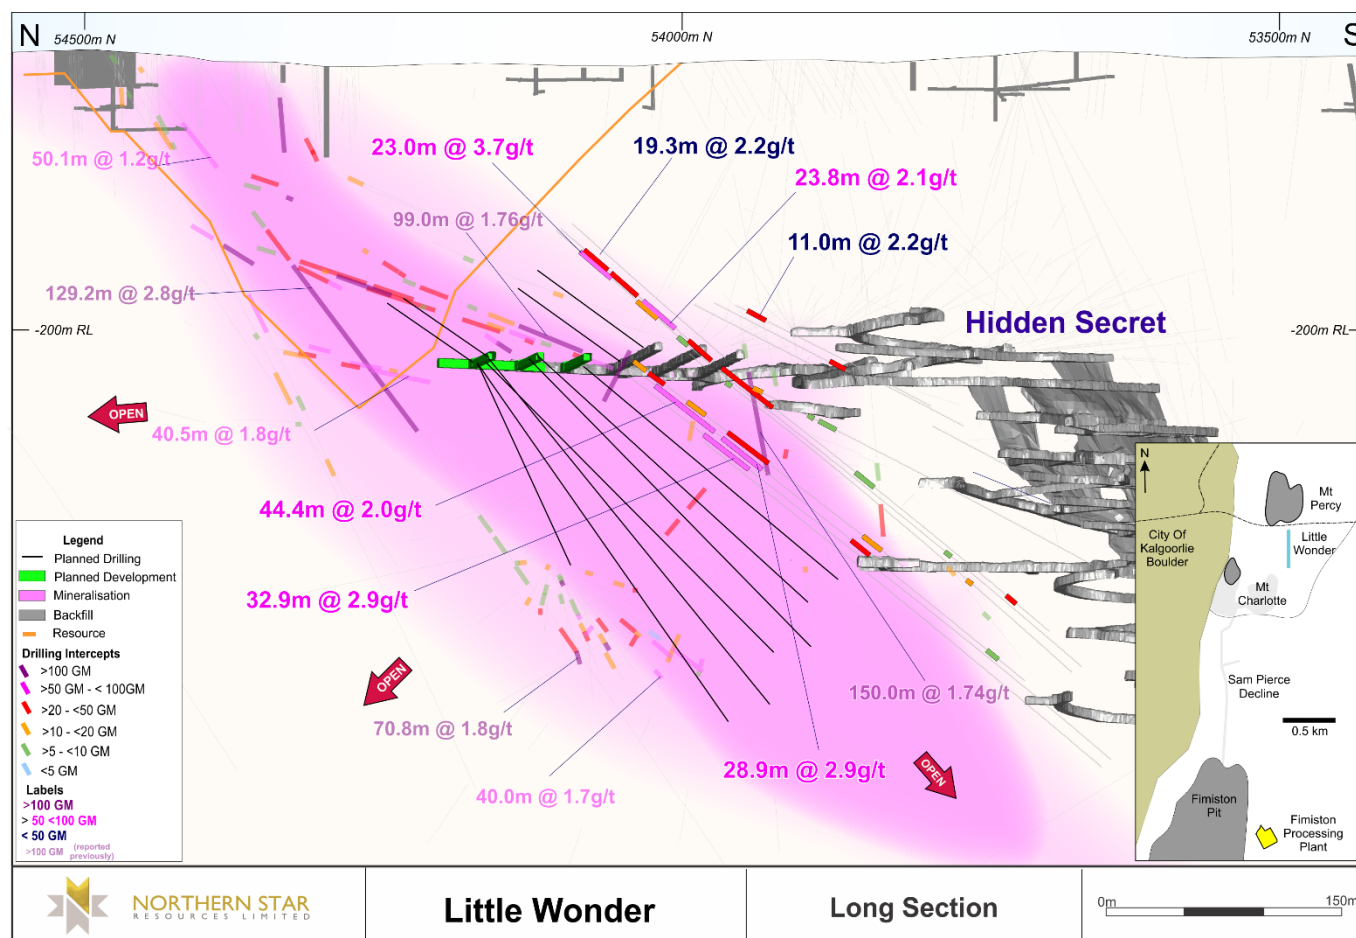 N
54500m N
54000m N
53500m N
S
50.1m @ 1.2g/t
23.0m @ 3.7g/t
19.3m @ 2.2g/t
23.8m @ 2.1g/t
99.0m @ 1.76g/t
11.0m @ 2.2g/t
129.2m @ 2.8g/t
-200m RL
Hidden Secret
-200m RL
OPEN
40.5m @ 1.8g/t
44.4m @ 2.0g/t
32.9m @ 2.9g/t
OPEN
70.8m @ 1.8g/t
150.0m @ 1.74g/t
28.9m @ 2.9g/t
OPEN
40.0m @ 1.7g/t
Legend
Planned Drilling
Planned Development
Mineralisation
Backfill
Resource
Drilling Intercepts
>100 GM
>50 GM - < 100GM
>20 - <50 GM
>10 - <20 GM
>5 - <10 GM
<5 GM
Labels
>100 GM
> 50 <100 GM
< 50 GM
>100 GM (reported previously)
N
Mt
Percy
City Of
Kalgoorlie
Boulder
Little
Wonder
Mt
Charlotte
Sam Pierce
Decline
0.5 km
Fimiston
Pit
Fimiston
Processing
Plant
NORTHERN STAR
RESOURCES LIMITED
Little Wonder
Long Section
0m
150m